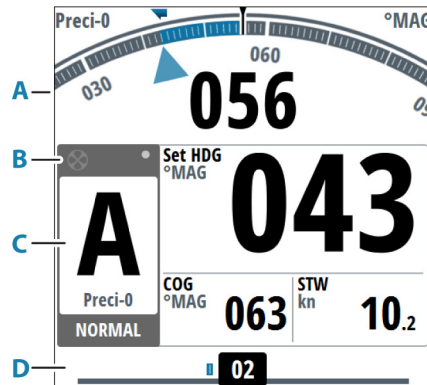 Preci-0 °MAG
030 060 09
A
056
B
Set HDG
°MAG
043
C
A
Preci-0
NORMAL
COG
°MAG
063
STW
kn
10.2
D
02